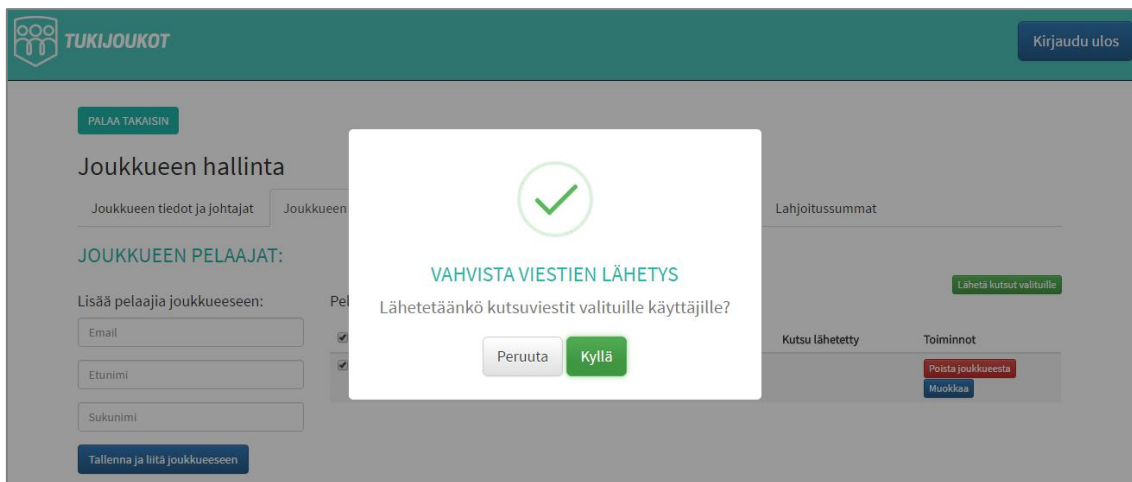 TUKIJOUKOT
Kirjaudu ulos
PALAA TAKAISIN
Joukkueen hallinta
Joukkueen tiedot ja johtajat
Joukkueen
Lahjoitussummat
JOUKKUEEN PELAAJAT:
VAHVISTA VIESTIEN LÄHETYS
Lähetetäänkö kutsuviestit valituille käyttäjille?
Peruuta
Kyllä
Lähetä kutsut valituille
Lisää pelaajia joukkueeseen:
Email
Etunimi
Sukunimi
Tallenna ja liitä joukkueeseen
Kutsu lähetetty
Toiminnot
Poista joukkueesta
Muokkaa